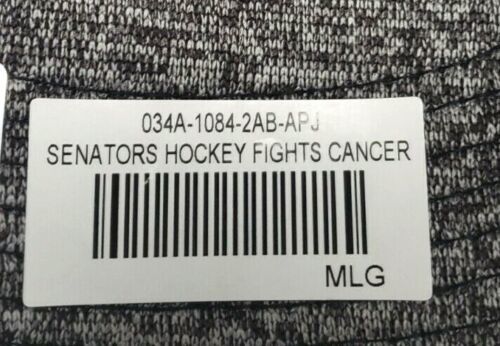 034A-1084-2AB-APJ
SENATORS HOCKEY FIGHTS CANCER
MLG